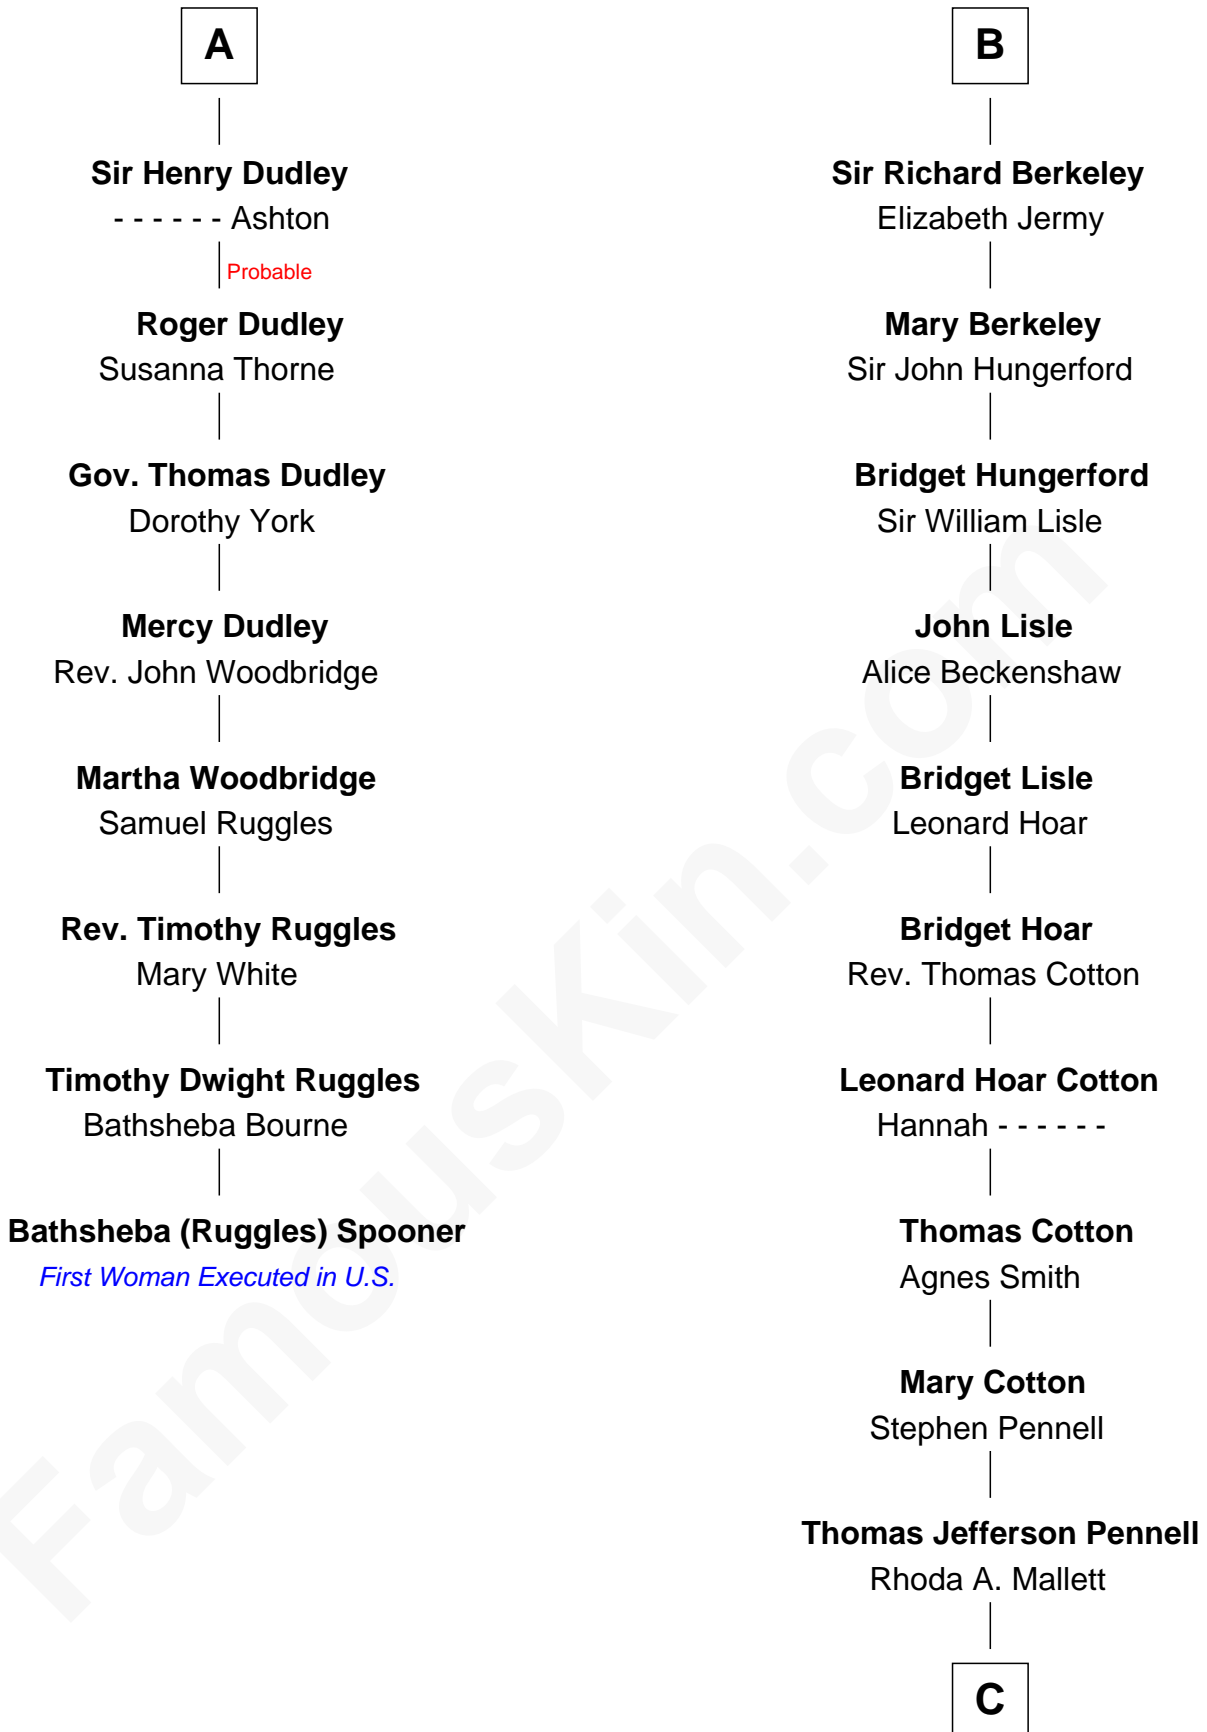 A
Sir Henry Dudley
- - - - - - Ashton
Probable
Roger Dudley
Susanna Thorne
Gov. Thomas Dudley
Dorothy York
Mercy Dudley
Rev. John Woodbridge
Martha Woodbridge
Samuel Ruggles
Rev. Timothy Ruggles
Mary White
Timothy Dwight Ruggles
Bathsheba Bourne
Bathsheba (Ruggles) Spooner
First Woman Executed in U.S.
B
Sir Richard Berkeley
Elizabeth Jermy
Mary Berkeley
Sir John Hungerford
Bridget Hungerford
Sir William Lisle
John Lisle
Alice Beckenshaw
Bridget Lisle
Leonard Hoar
Bridget Hoar
Rev. Thomas Cotton
Leonard Hoar Cotton
Hannah - - - - - -
Thomas Cotton
Agnes Smith
Mary Cotton
Stephen Pennell
Thomas Jefferson Pennell
Rhoda A. Mallett
C
FamousKin.com